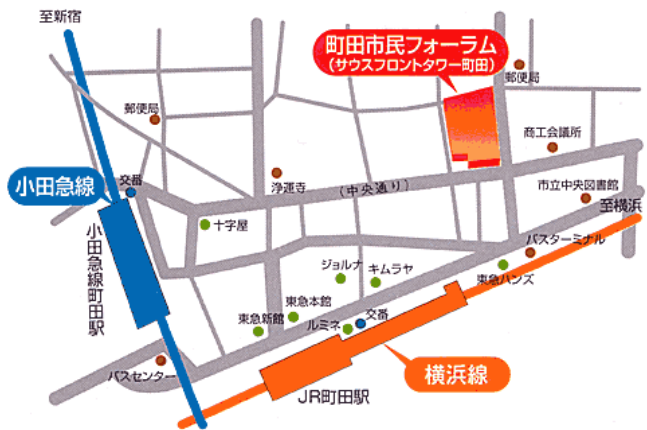 至新宿
町田市民フォーラム
(サウスフロントタワー町田)
郵便局
郵便局
商工会議所
小田急線
交番
浄運寺
(中央通り)
市立中央図書館
至横浜
十字屋
小田急線町田駅
バスターミナル
ジョルナ
キムラヤ
東急ハンズ
東急本館
東急新館
ルミネ
交番
バスセンター
横浜線
JR町田駅